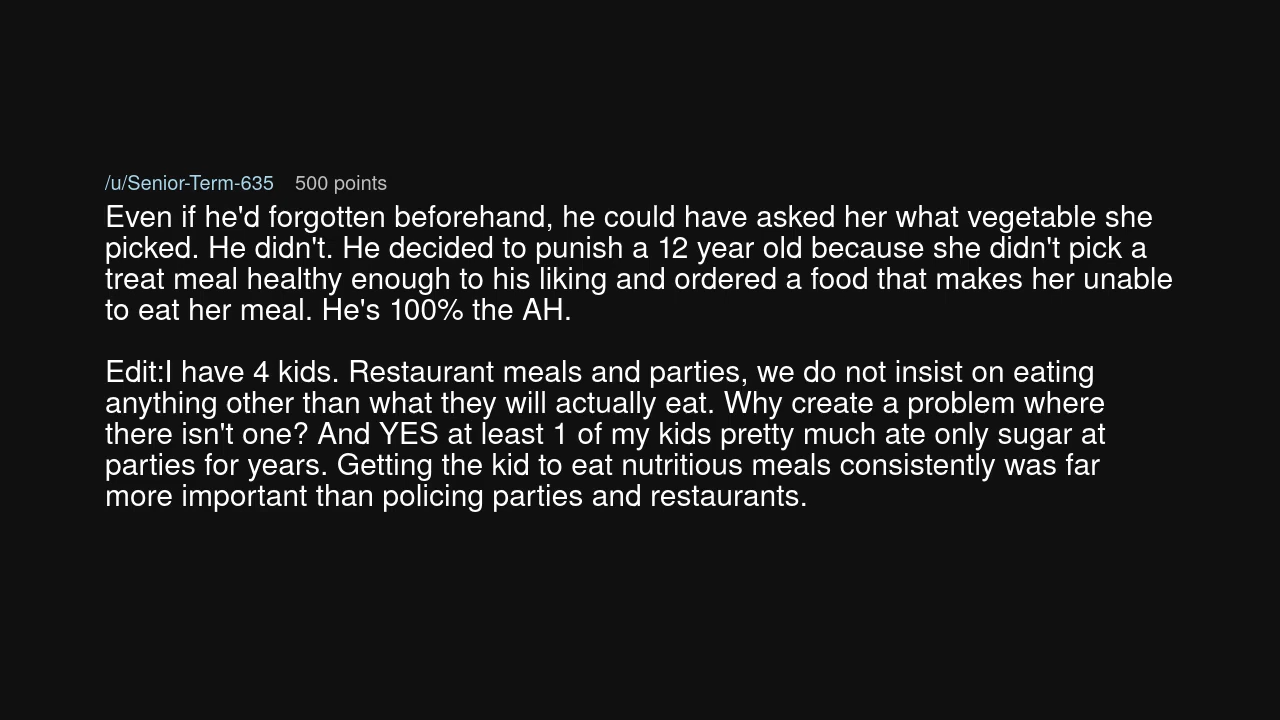 /u/Senior-Term-635 500 points
Even if he'd forgotten beforehand, he could have asked her what vegetable she
picked. He didn't. He decided to punish a 12 year old because she didn't pick a
treat meal healthy enough to his liking and ordered a food that makes her unable
to eat her meal. He's 100% the AH.
Edit:I have 4 kids. Restaurant meals and parties, we do not insist on eating
anything other than what they will actually eat. Why create a problem where
there isn't one? And YES at least 1 of my kids pretty much ate only sugar at
parties for years. Getting the kid to eat nutritious meals consistently was far
more important than policing parties and restaurants.